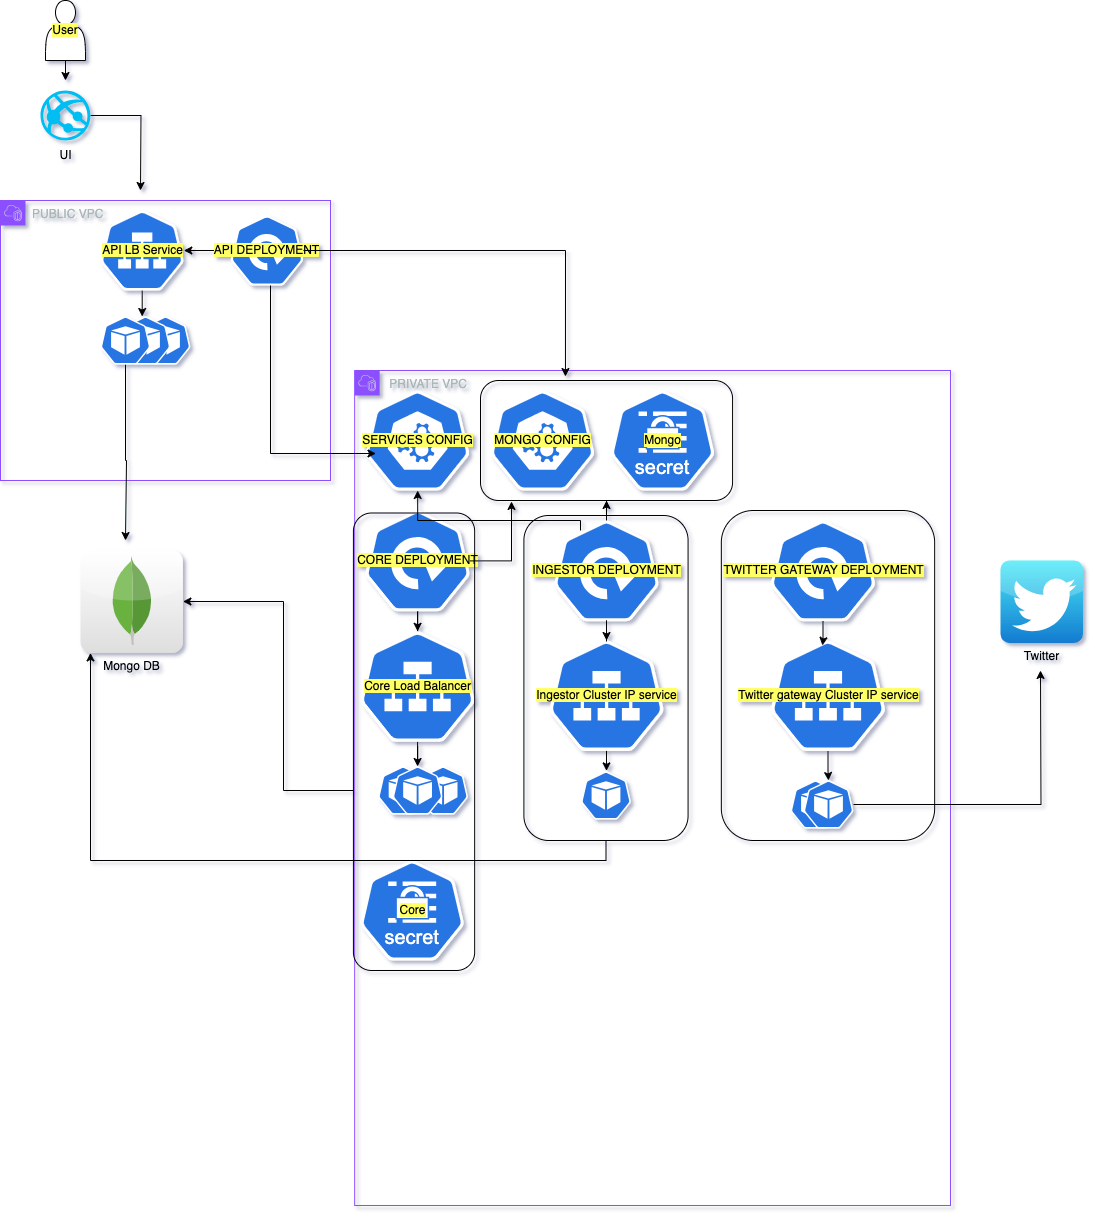 User
UI
PUBLIC VPC
API LB Service
API DEPLOYMENT
PRIVATE VPC
SERVICES CONFIG
MONGO CONFIG
Mongo
secret
CORE DEPLOYMENT
INGESTOR DEPLOYMENT
TWITTER GATEWAY DEPLOYMENT
Mongo DB
Twitter
Core Load Balancer
Ingestor Cluster IP service
Twitter gateway Cluster IP service
Core
secret